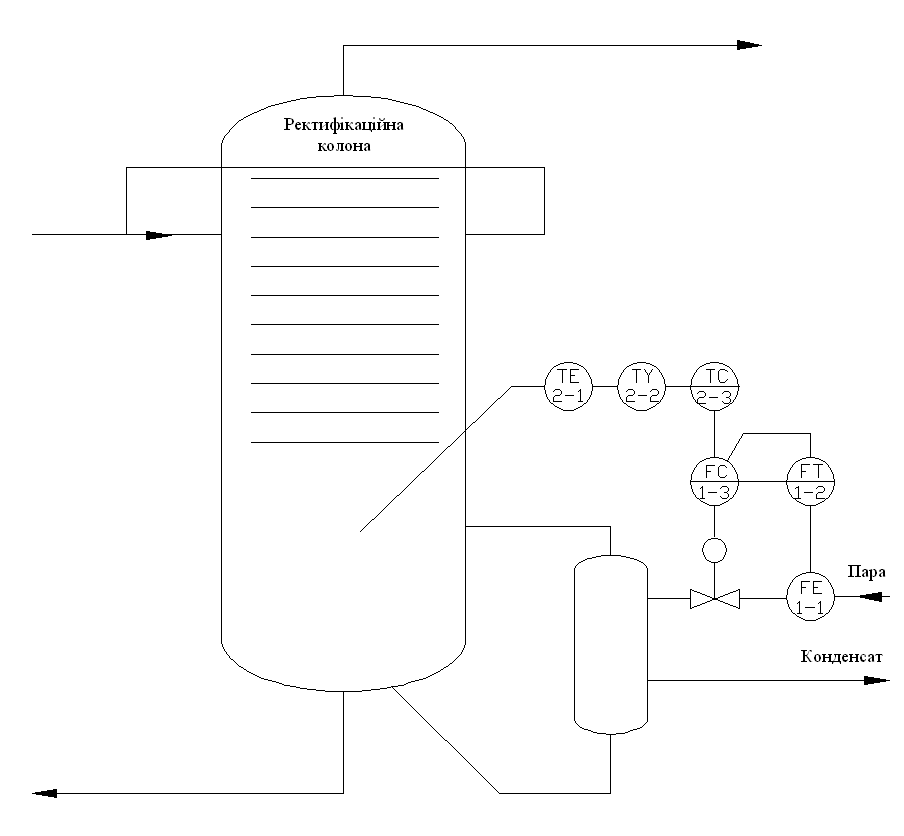 Ректифікаційна
колона
TE
2-1
TY
2-2
TC
2-3
FC
1-3
FT
1-2
FE
1-1
Пара
Конденсат